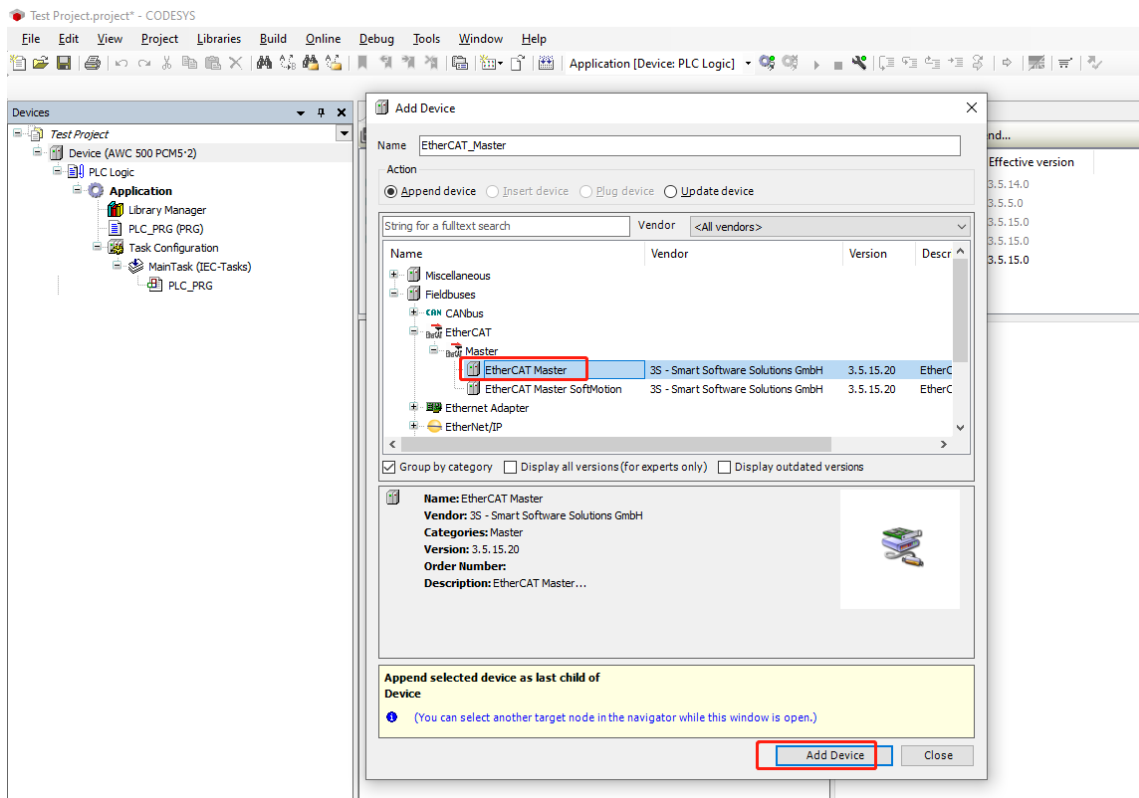 Test Project.project* - CODESYS
File Edit View Project Libraries Build Online Debug Tools Window Help
Application [Device: PLC Logic]
Devices
Test Project
Device (AWC 500 PCM5·2)
PLC Logic
Application
Library Manager
PLC_PRG (PRG)
Task Configuration
MainTask (IEC-Tasks)
PLC_PRG
Add Device
Name EtherCAT_Master
Action
Append device Insert device Plug device Update device
String for a fulltext search Vendor <All vendors>
Name Vendor Version Descr
Miscellaneous
Fieldbuses
CAN CANbus
EtherCAT
Master
EtherCAT Master 3S - Smart Software Solutions GmbH 3.5.15.20 EtherC
EtherCAT Master SoftMotion 3S - Smart Software Solutions GmbH 3.5.15.20 EtherC
Ethernet Adapter
EtherNet/IP
Group by category Display all versions (for experts only) Display outdated versions
Name: EtherCAT Master
Vendor: 3S - Smart Software Solutions GmbH
Categories: Master
Version: 3.5.15.20
Order Number:
Description: EtherCAT Master...
Append selected device as last child of
Device
(You can select another target node in the navigator while this window is open.)
Add Device Close
nd...
Effective version
3.5.14.0
3.5.5.0
3.5.15.0
3.5.15.0
3.5.15.0